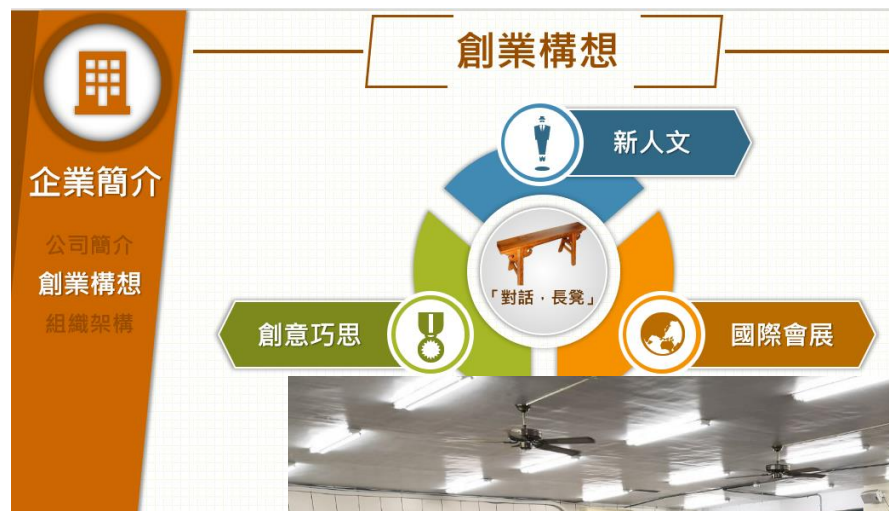 創業構想
企業簡介
公司簡介
創業構想
組織架構
新人文
「對話‧長凳」
創意巧思
國際會展